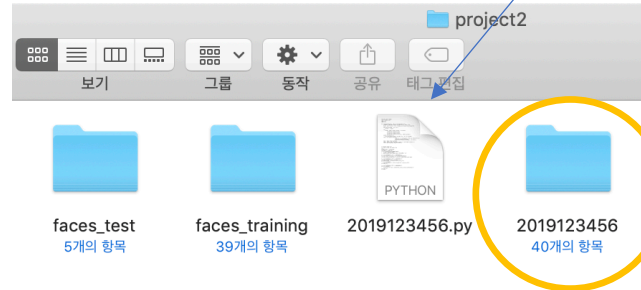 project2
보기 그룹 동작 공유 태그 편집
PYTHON
faces_test faces_training 2019123456.py 2019123456
5개의 항목 39개의 항목 40개의 항목